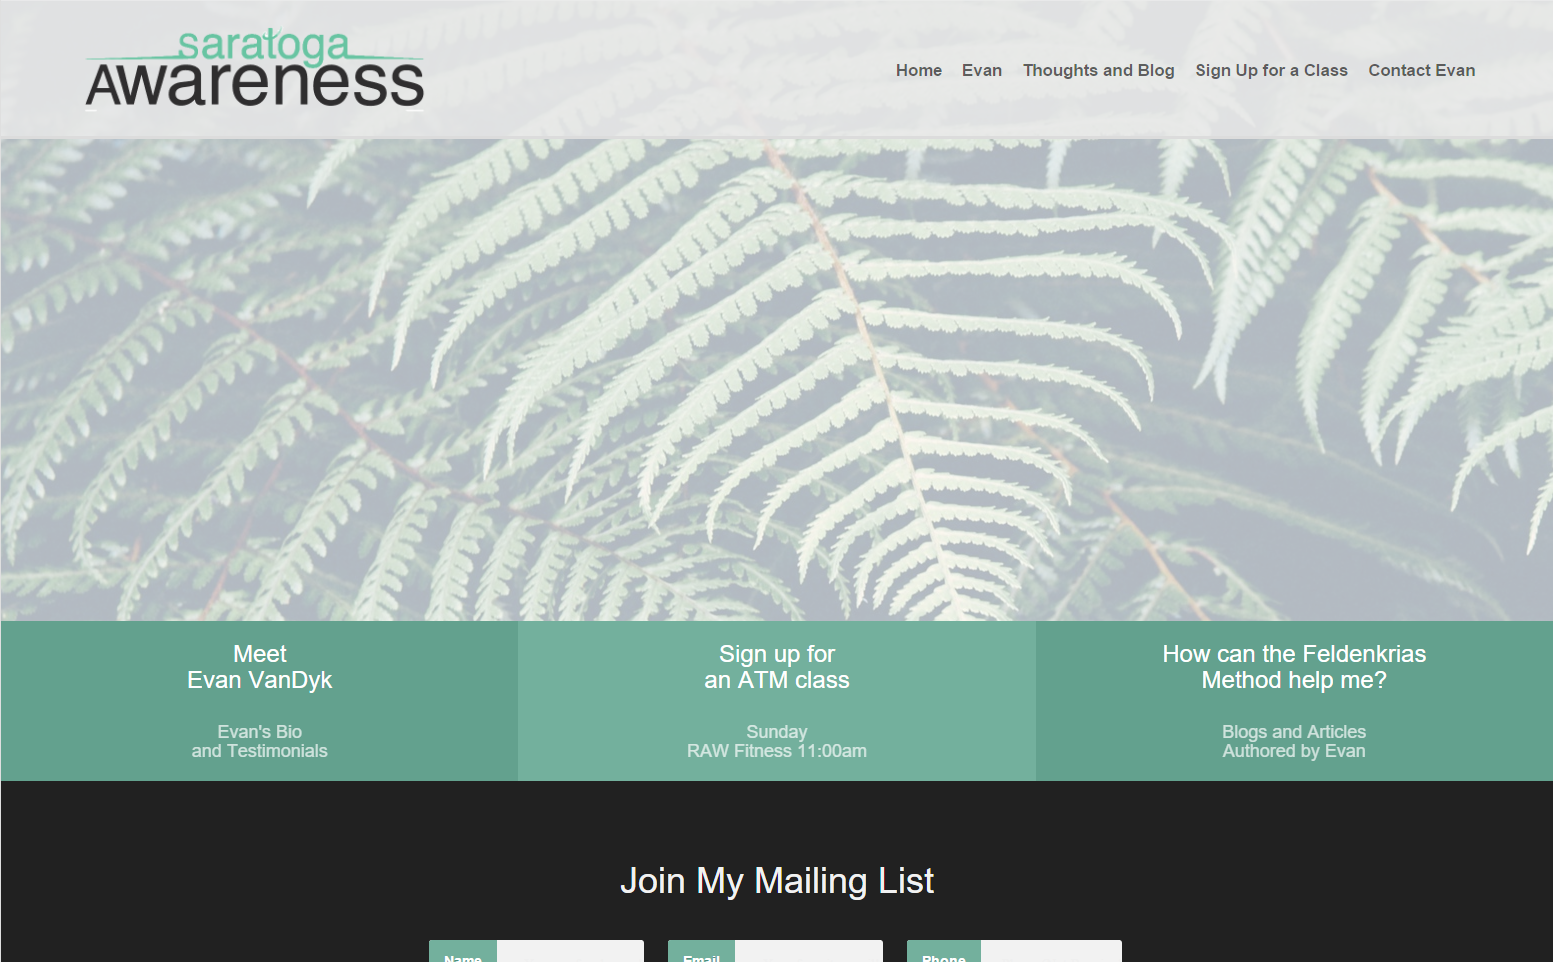 saratoga
AWareness
Home Evan Thoughts and Blog Sign Up for a Class Contact Evan
Meet
Evan VanDyk
Evan's Bio
and Testimonials
Sign up for
an ATM class
Sunday
RAW Fitness 11:00am
How can the Feldenkrias
Method help me?
Blogs and Articles
Authored by Evan
Join My Mailing List
Name Email Phone